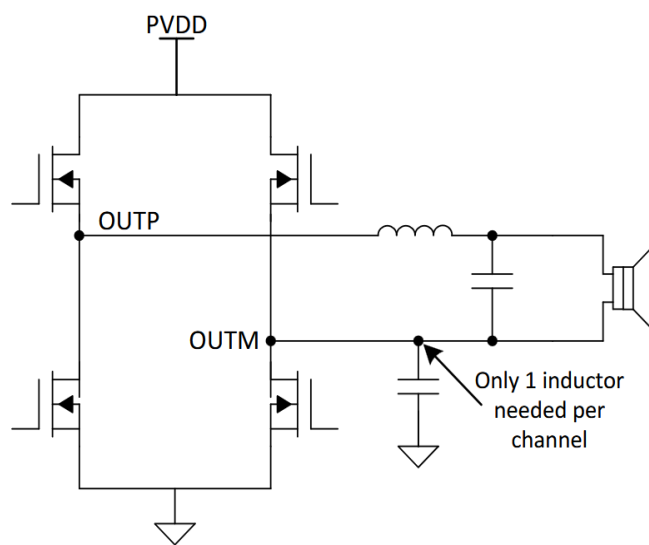 PVDD
OUTP
OUTM
Only 1 inductor
needed per
channel